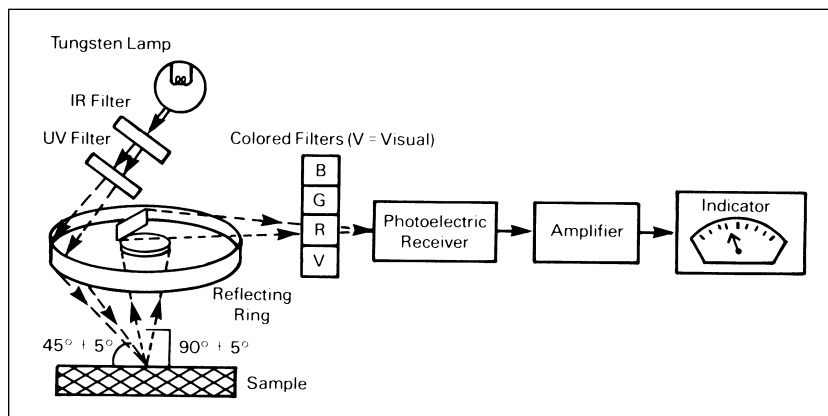 Tungsten Lamp
IR Filter
UV Filter
Colored Filters (V = Visual)
B
G
R
V
Photoelectric
Receiver
Amplifier
Indicator
Reflecting
Ring
45° + 5°
90° + 5°
Sample